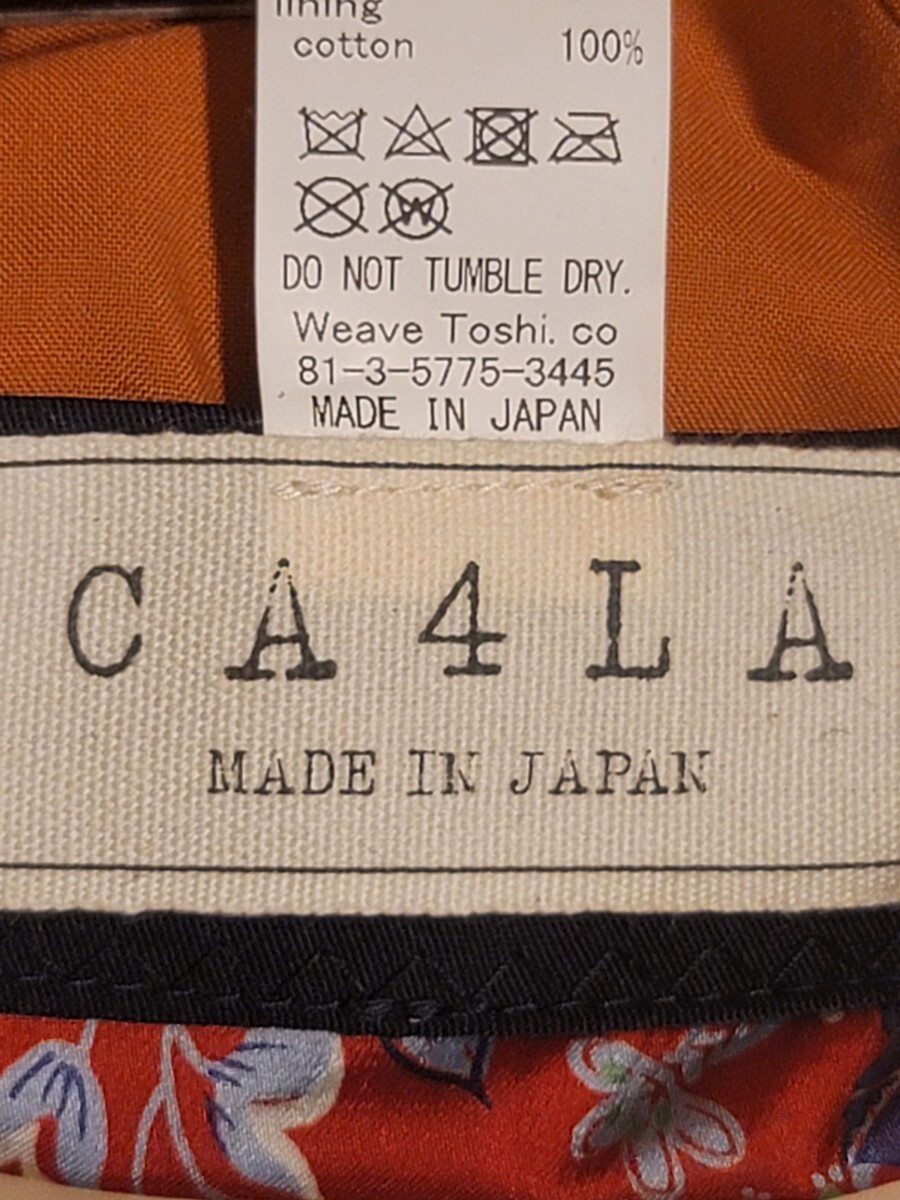 lining
cotton 100%
DO NOT TUMBLE DRY.
Weave Toshi. co
81-3-5775-3445
MADE IN JAPAN
CA4LA
MADE IN JAPAN